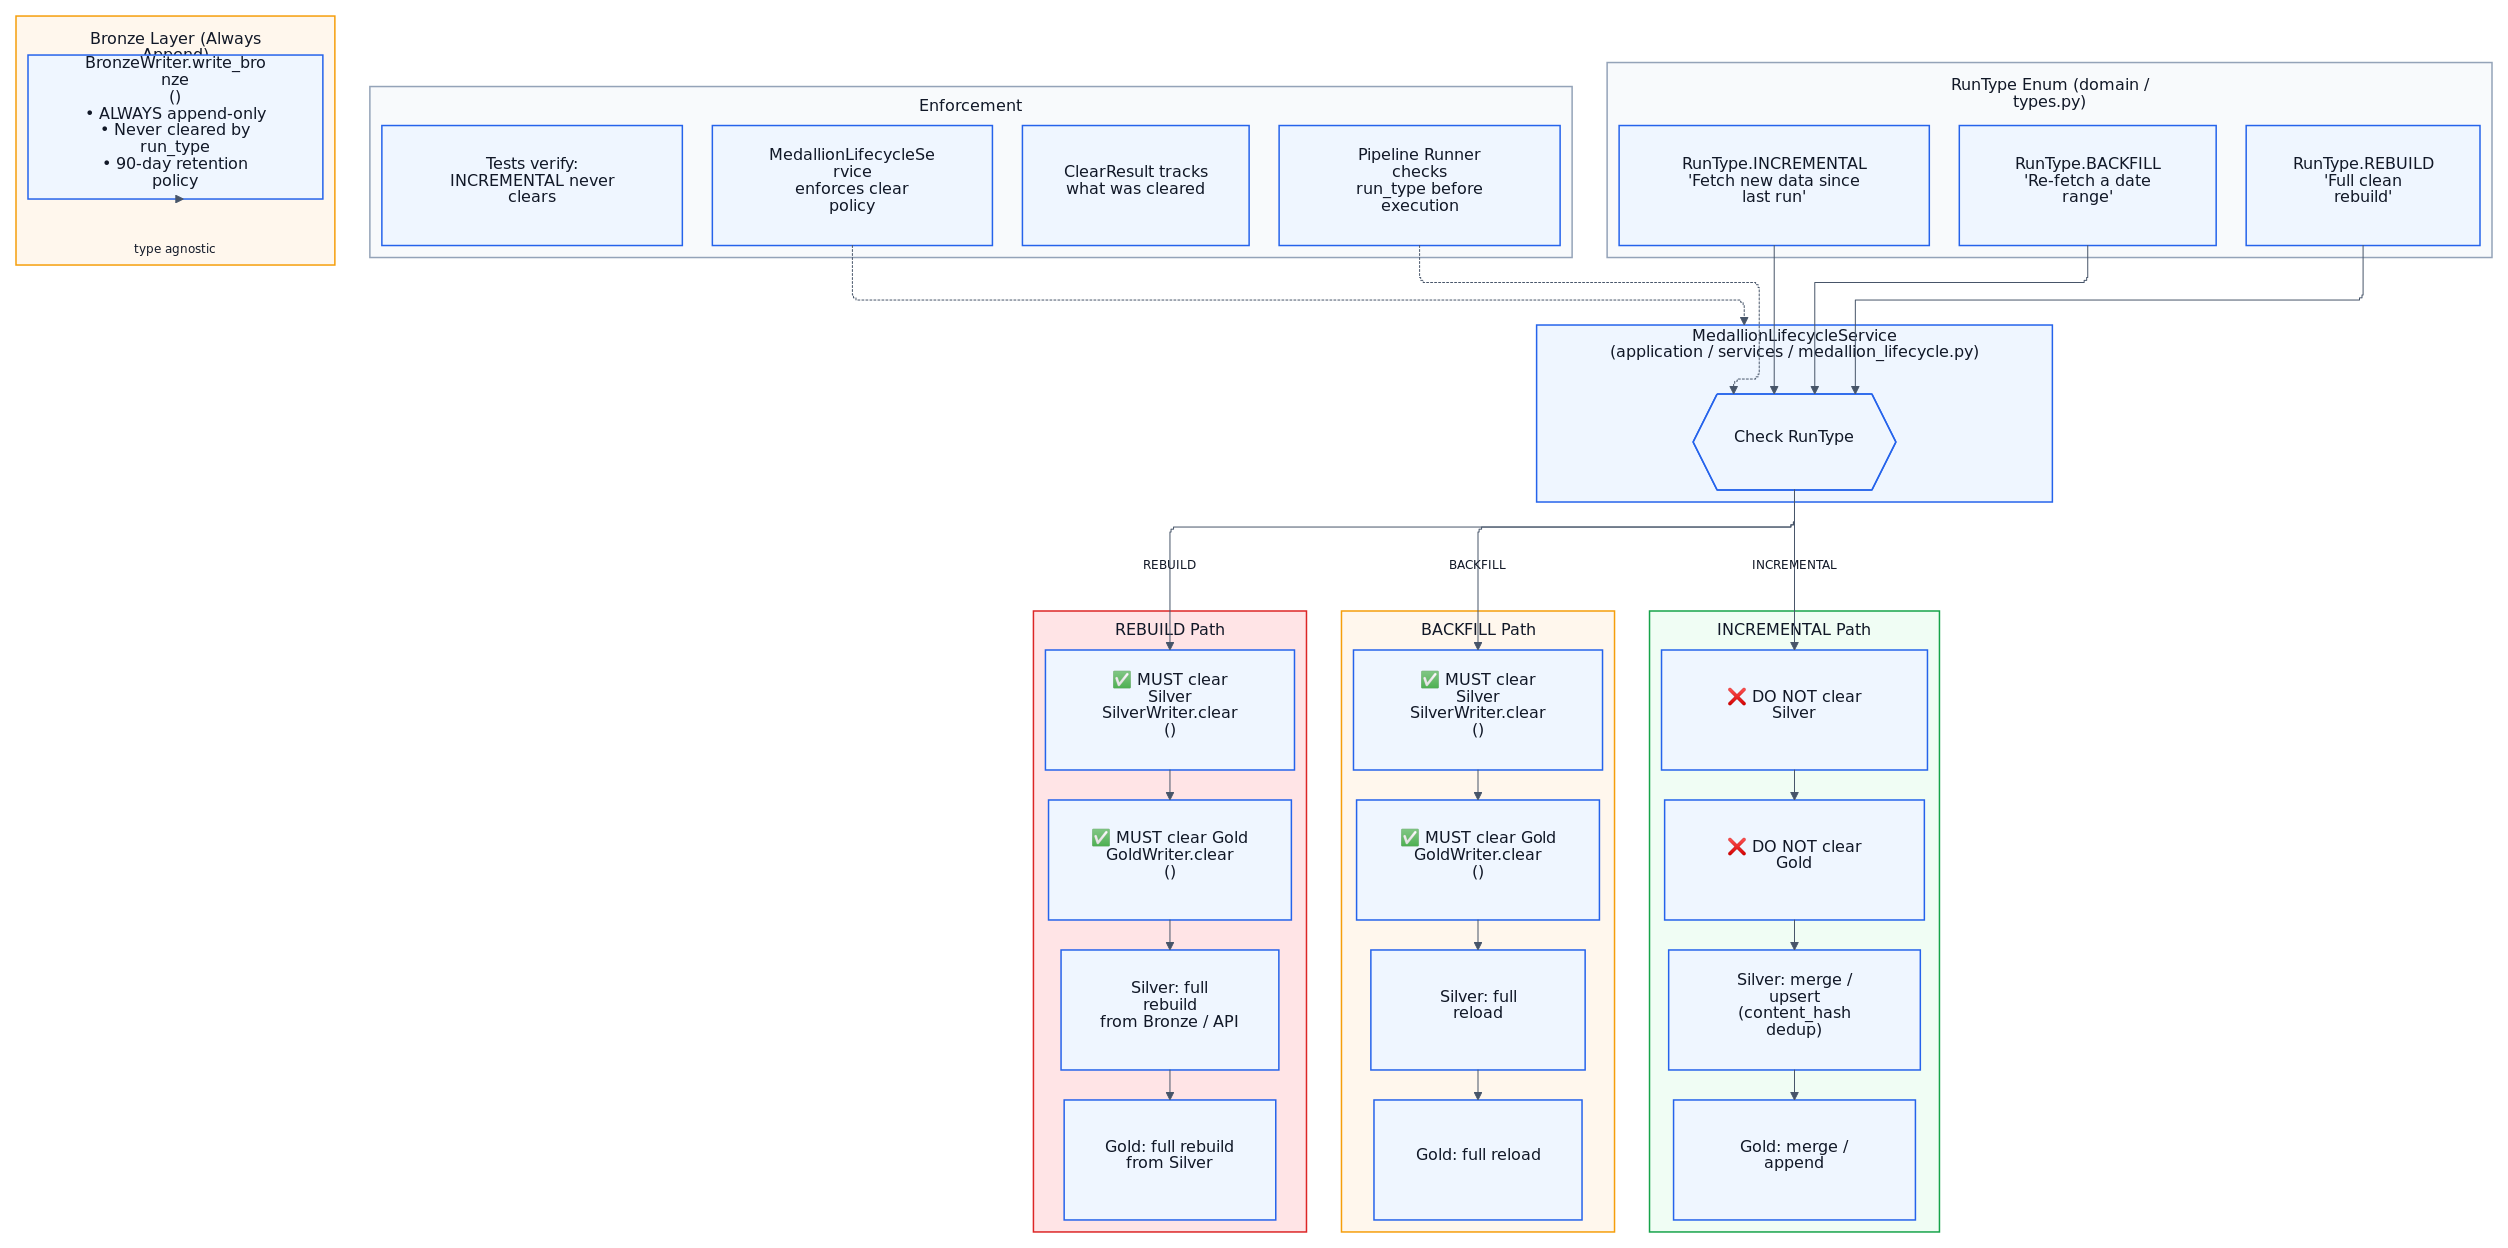 Bronze Layer (Always
Append)
BronzeWriter.write_bro
nze
()
• ALWAYS append-only
• Never cleared by
run_type
• 90-day retention
policy
type agnostic
Enforcement
Tests verify:
INCREMENTAL never
clears
MedallionLifecycleSe
rvice
enforces clear
policy
ClearResult tracks
what was cleared
Pipeline Runner
checks
run_type before
execution
RunType Enum (domain /
types.py)
RunType.INCREMENTAL
'Fetch new data since
last run'
RunType.BACKFILL
'Re-fetch a date
range'
RunType.REBUILD
'Full clean
rebuild'
MedallionLifecycleService
(application / services / medallion_lifecycle.py)
Check RunType
REBUILD
BACKFILL
INCREMENTAL
REBUILD Path
✅ MUST clear
Silver
SilverWriter.clear
()
✅ MUST clear Gold
GoldWriter.clear
()
Silver: full
rebuild
from Bronze / API
Gold: full rebuild
from Silver
BACKFILL Path
✅ MUST clear
Silver
SilverWriter.clear
()
✅ MUST clear Gold
GoldWriter.clear
()
Silver: full
reload
Gold: full reload
INCREMENTAL Path
❌ DO NOT clear
Silver
❌ DO NOT clear
Gold
Silver: merge /
upsert
(content_hash
dedup)
Gold: merge /
append